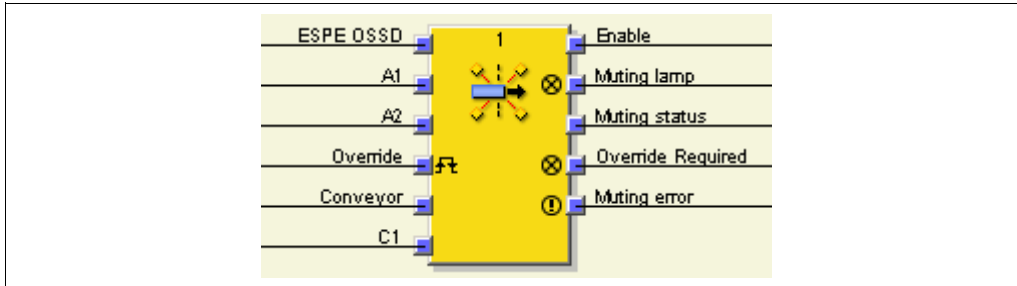 ESPE OSSD 1 Enable
A1 Muting lamp
A2 Muting status
Override Override Required
Conveyor Muting error
C1